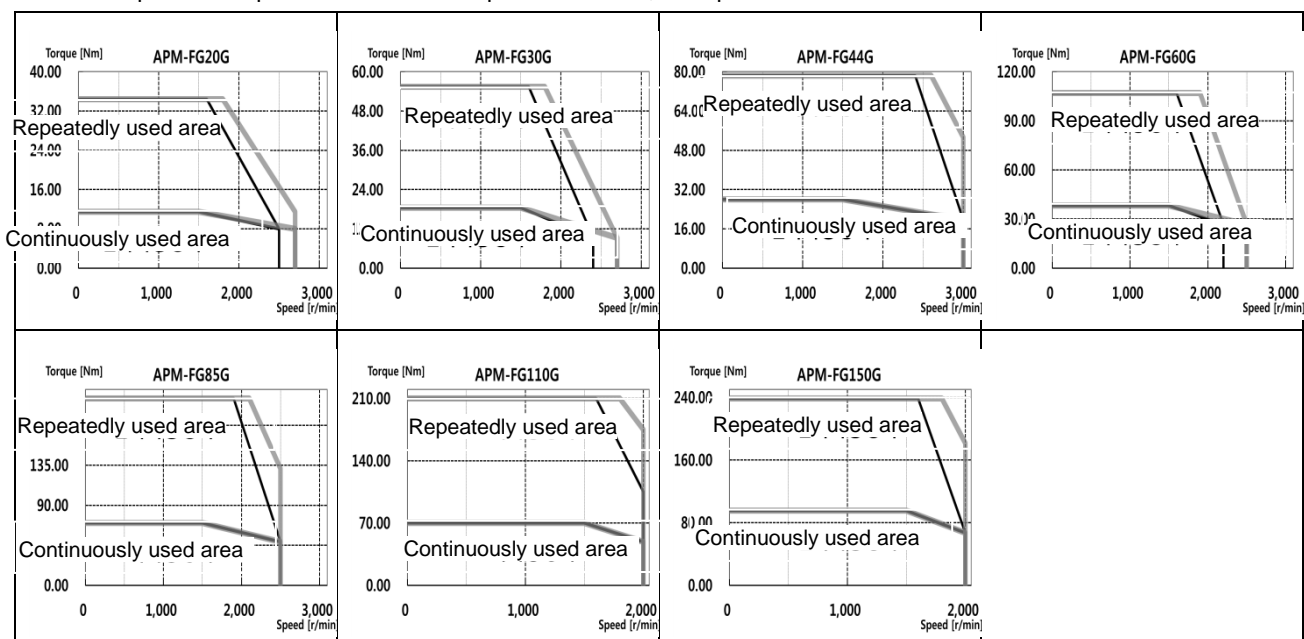 Torque [Nm] APM-FG20G
40.00
32.00
Repeatedly used area
24.00
16.00
8.00
Continuously used area
0.00
0 1,000 2,000 3,000
Speed [r/min]
Torque [Nm] APM-FG30G
60.00
48.00
Repeatedly used area
36.00
24.00
Continuously used area
0.00
0 1,000 2,000 3,000
Speed [r/min]
Torque [Nm] APM-FG44G
80.00
64.00
Repeatedly used area
48.00
32.00
16.00
Continuously used area
0.00
0 1,000 2,000 3,000
Speed [r/min]
Torque [Nm] APM-FG60G
120.00
90.00
Repeatedly used area
60.00
30.00
Continuously used area
0.00
0 1,000 2,000 3,000
Speed [r/min]
Torque [Nm] APM-FG85G
Repeatedly used area
135.00
90.00
Continuously used area
0.00
0 1,000 2,000 3,000
Speed [r/min]
Torque [Nm] APM-FG110G
210.00
Repeatedly used area
140.00
70.00
Continuously used area
0.00
0 1,000 2,000
Speed [r/min]
Torque [Nm] APM-FG150G
240.00
Repeatedly used area
160.00
80.00
Continuously used area
0.00
0 1,000 2,000
Speed [r/min]